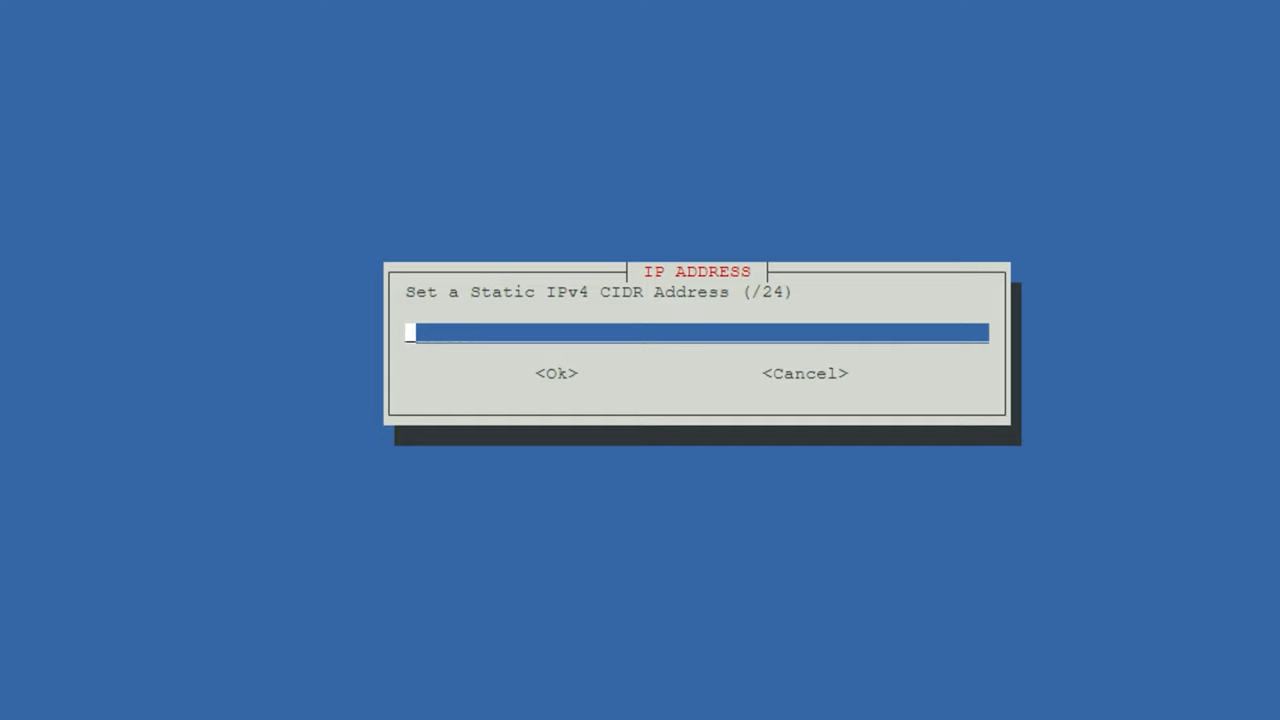 IP ADDRESS
Set a Static IPv4 CIDR Address (/24)
<Ok> <Cancel>